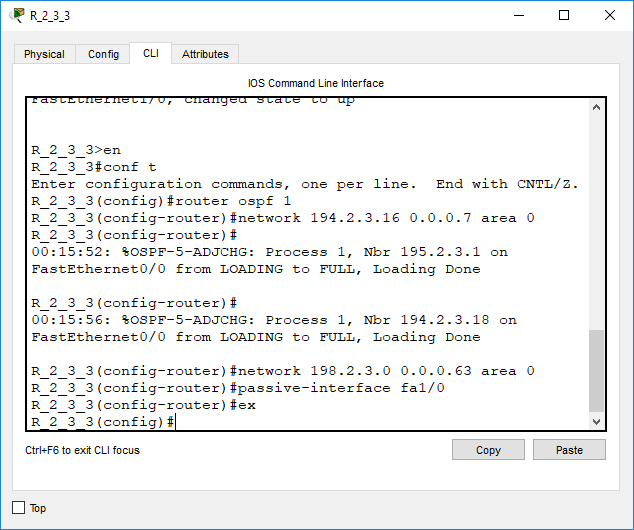 R_2_3_3
Physical
Config
CLI
Attributes
IOS Command Line Interface
FastEthernet1/0, changed state to up
R_2_3_3>en
R_2_3_3#conf t
Enter configuration commands, one per line.  End with CNTL/Z.
R_2_3_3(config)#router ospf 1
R_2_3_3(config-router)#network 194.2.3.16 0.0.0.7 area 0
R_2_3_3(config-router)#
00:15:52: %OSPF-5-ADJCHG: Process 1, Nbr 195.2.3.1 on
FastEthernet0/0 from LOADING to FULL, Loading Done
R_2_3_3(config-router)#
00:15:56: %OSPF-5-ADJCHG: Process 1, Nbr 194.2.3.18 on
FastEthernet0/0 from LOADING to FULL, Loading Done
R_2_3_3(config-router)#network 198.2.3.0 0.0.0.63 area 0
R_2_3_3(config-router)#passive-interface fa1/0
R_2_3_3(config-router)#ex
R_2_3_3(config)#
Ctrl+F6 to exit CLI focus
Copy
Paste
Top